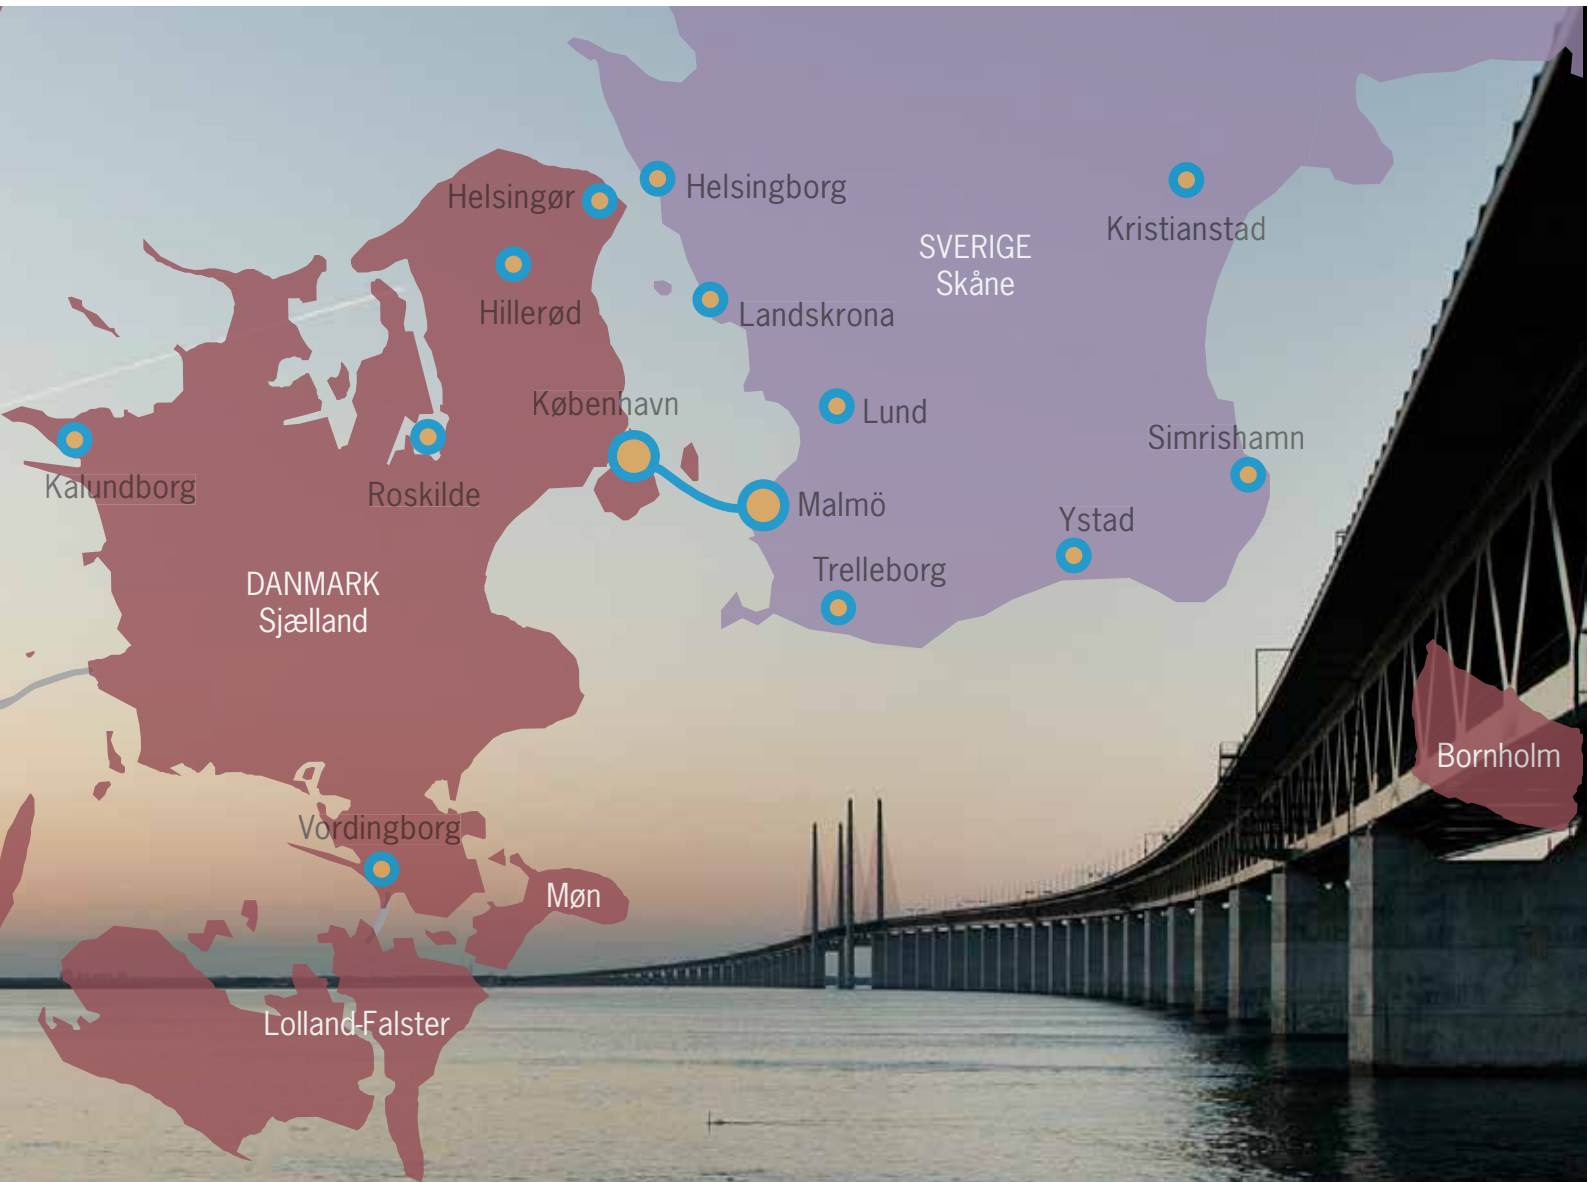 Helsingør
Helsingborg
Kristianstad
SVERIGE
Skåne
Hillerød
Landskrona
København
Lund
Simrishamn
Kalundborg
Roskilde
Malmö
Ystad
Trelleborg
DANMARK
Sjælland
Bornholm
Vordingborg
Møn
Lolland-Falster